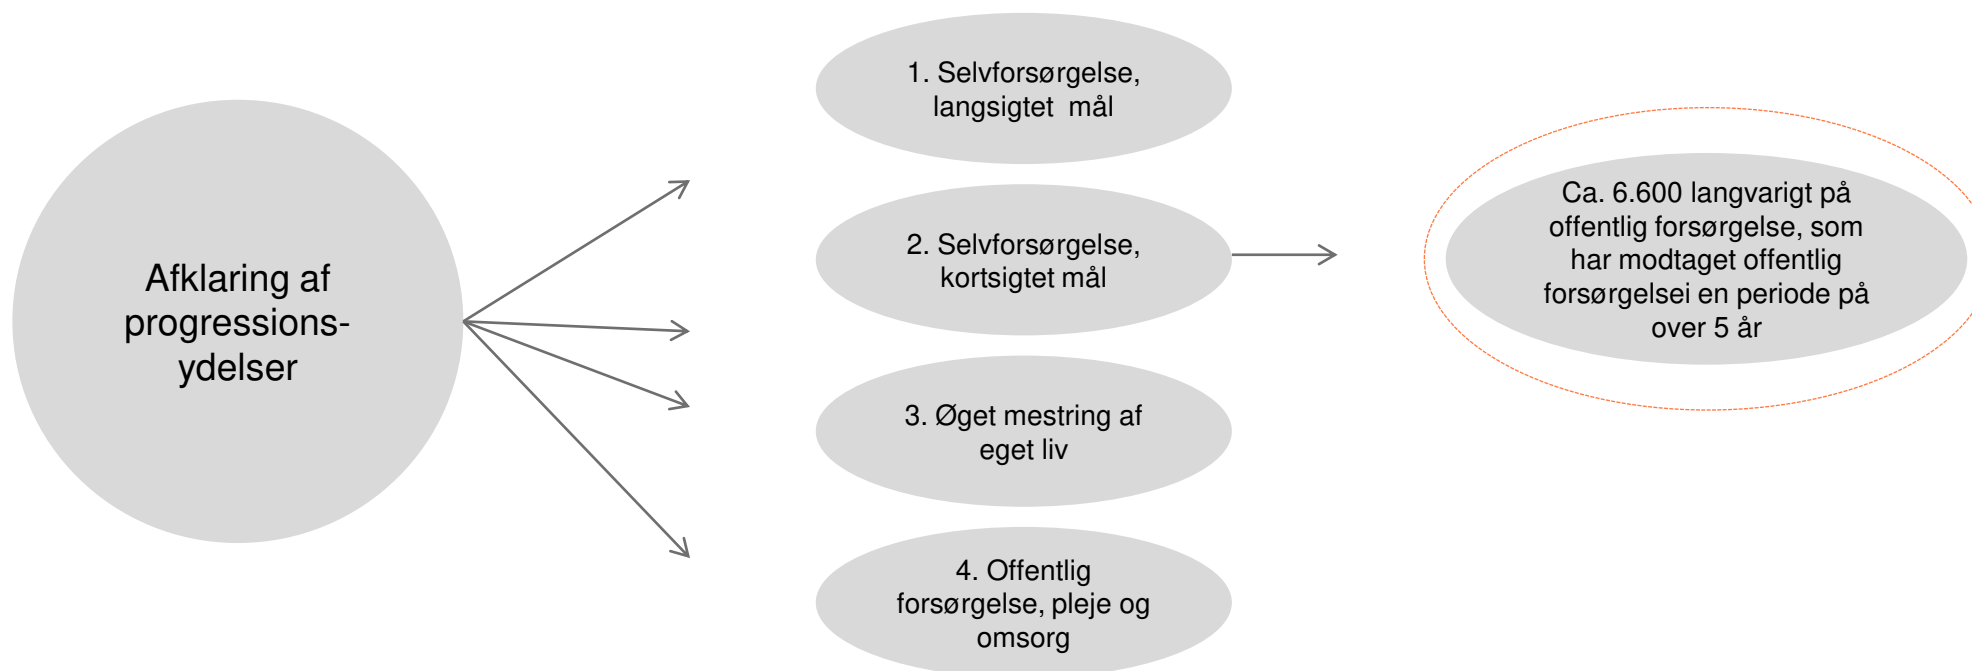 Afklaring af
progressions-
ydelser
1. Selvforsørgelse,
langsigtet mål
2. Selvforsørgelse,
kortsigtet mål
3. Øget mestring af
eget liv
4. Offentlig
forsørgelse, pleje og
omsorg
Ca. 6.600 langvarigt på
offentlig forsørgelse, som
har modtaget offentlig
forsørgelsei en periode på
over 5 år